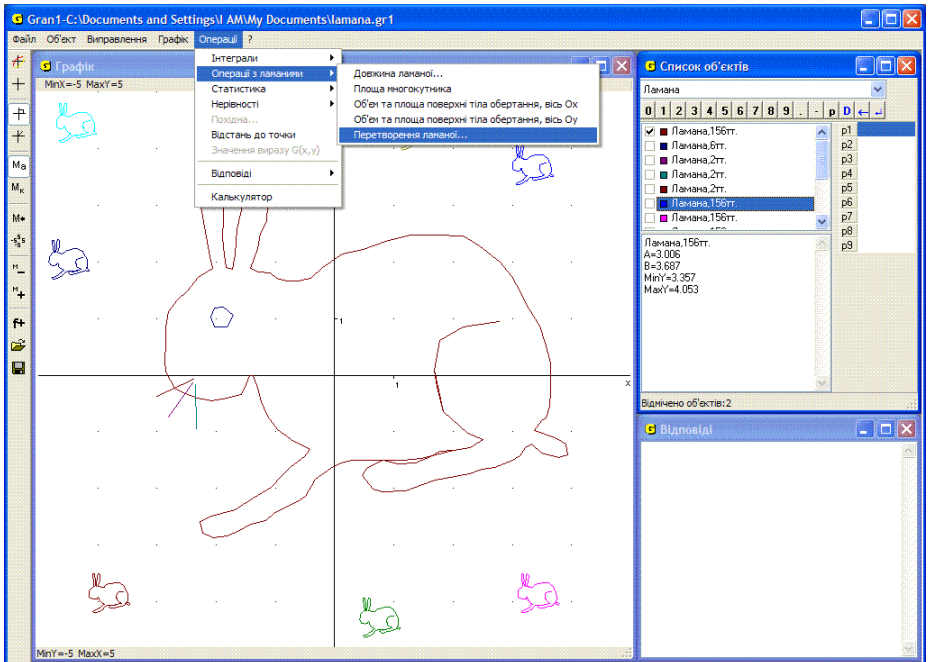 Gran1-C:\Documents and Settings\I AM\My Documents\lamana.gr1
Файл Об'єкт Виправлення Графік Операції ?
Графік
MinX=-5 MaxY=5
Інтеграли
Операції з ламаними
Статистика
Нерівності
Похідна...
Відстань до точки
Значення виразу G(x,y)
Відповіді
Калькулятор
Довжина ламаної...
Площа многокутника
Об'єм та площа поверхні тіла обертання, вісь Ox
Об'єм та площа поверхні тіла обертання, вісь Oy
Перетворення ламаної...
Ma
Mк
M+
M
M
f+
1
1
x
MinY=-5 MaxX=5
Список об'єктів
Ламана
0 1 2 3 4 5 6 7 8 9 . - p D
Ламана,156тт.
Ламана,6тт.
Ламана,2тт.
Ламана,2тт.
Ламана,2тт.
Ламана,156тт.
Ламана,156тт.
p1
p2
p3
p4
p5
p6
p7
p8
p9
Ламана,156тт.
A=3.006
B=3.687
MinY=3.357
MaxY=4.053
Відмічено об'єктів:2
Відповіді